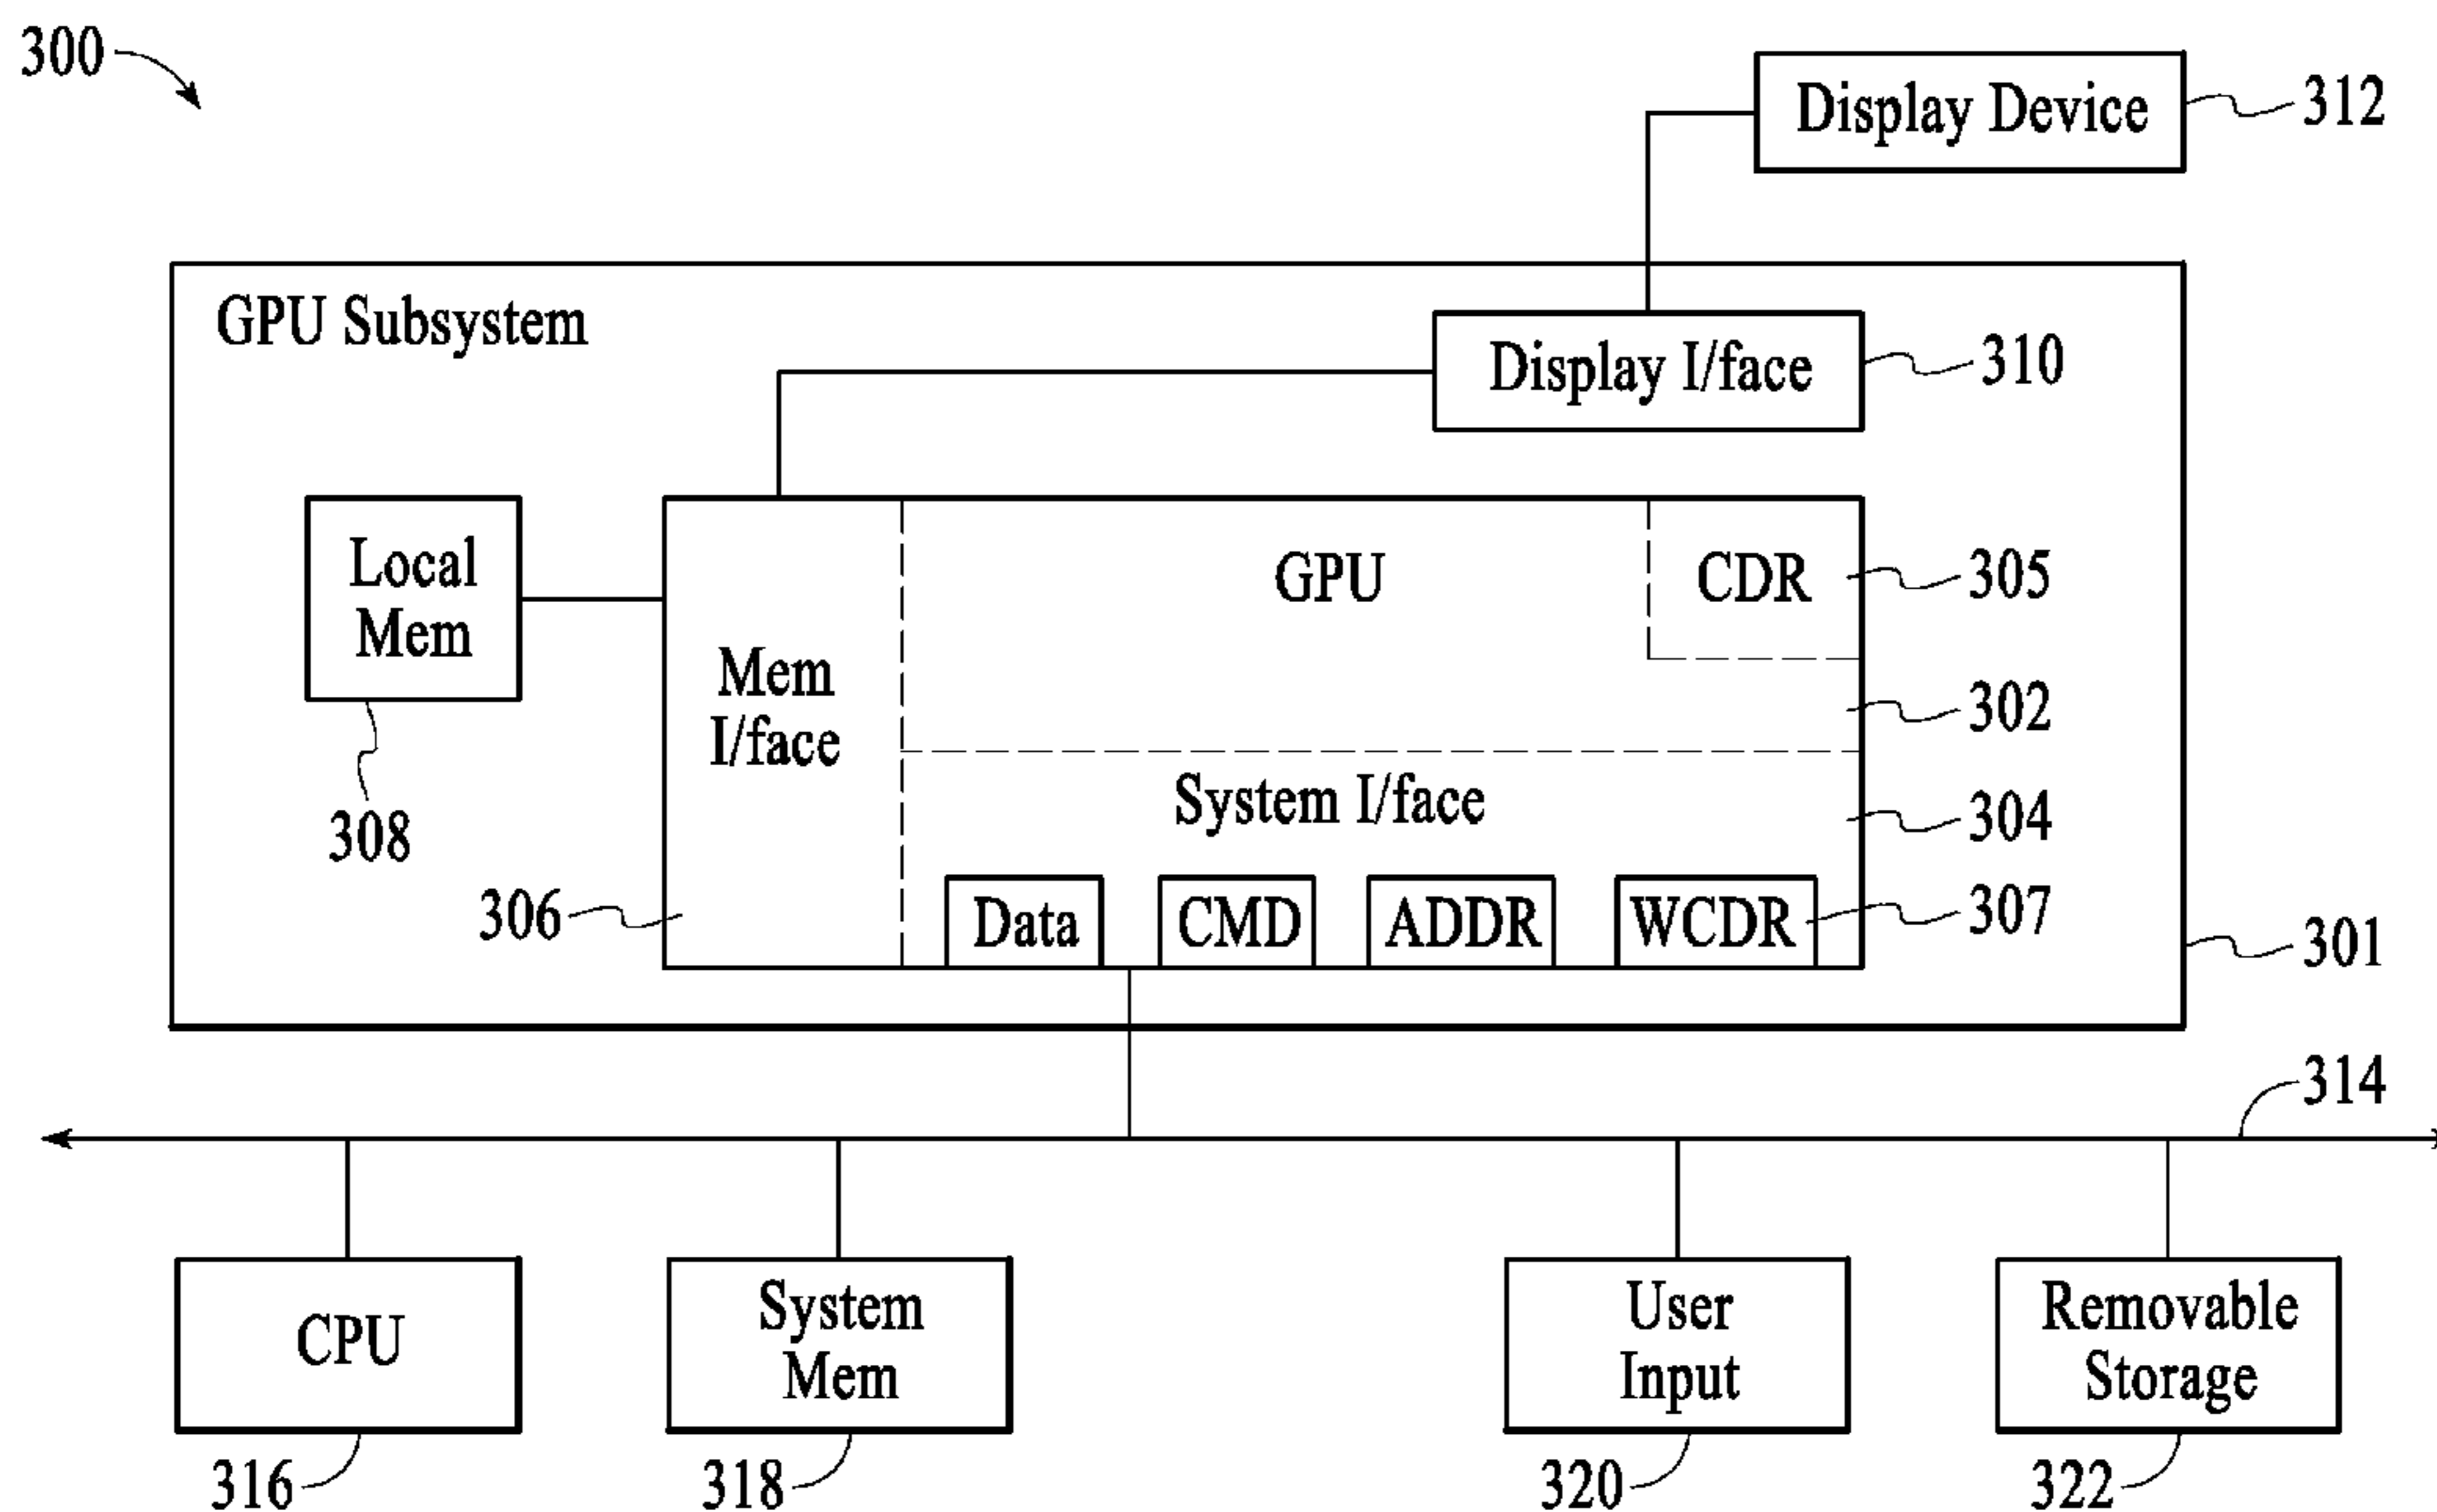 300
Display Device
312
GPU Subsystem
Display I/face
310
Local
Mem
GPU
CDR
305
Mem
I/face
302
System I/face
304
308
306
Data
CMD
ADDR
WCDR
307
301
314
CPU
System
Mem
User
Input
Removable
Storage
316
318
320
322